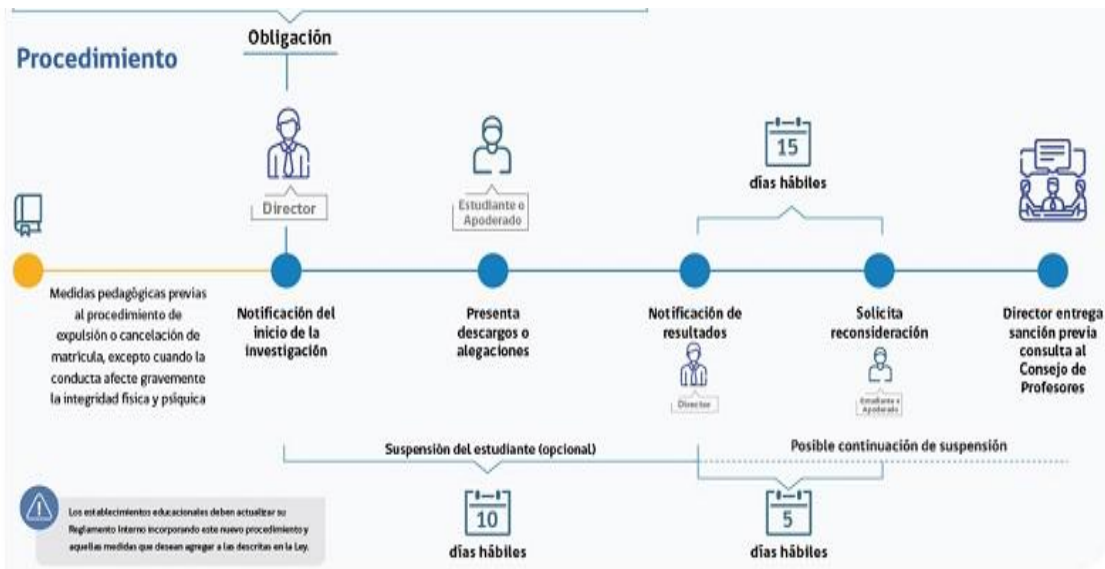 Obligación
Procedimiento
15
días hábiles
Director
Estudiante o
Apoderado
Medidas pedagógicas previas
al procedimiento de
expulsión o cancelación de
matrícula, excepto cuando la
conducta afecte gravemente
la integridad física y psíquica
Notificación del
inicio de la
investigación
Presenta
descargos o
alegaciones
Notificación de
resultados
Director
Solicita
reconsideración
Estudiante o
Apoderado
Director entrega
sanción previa
consulta al
Consejo de
Profesores
Suspensión del estudiante (opcional)
Posible continuación de suspensión
10
días hábiles
5
días hábiles
Los establecimientos educacionales deben actualizar su
Reglamento Interno incorporando este nuevo procedimiento y
aquellas medidas que desean agregar a las descritas en la Ley.